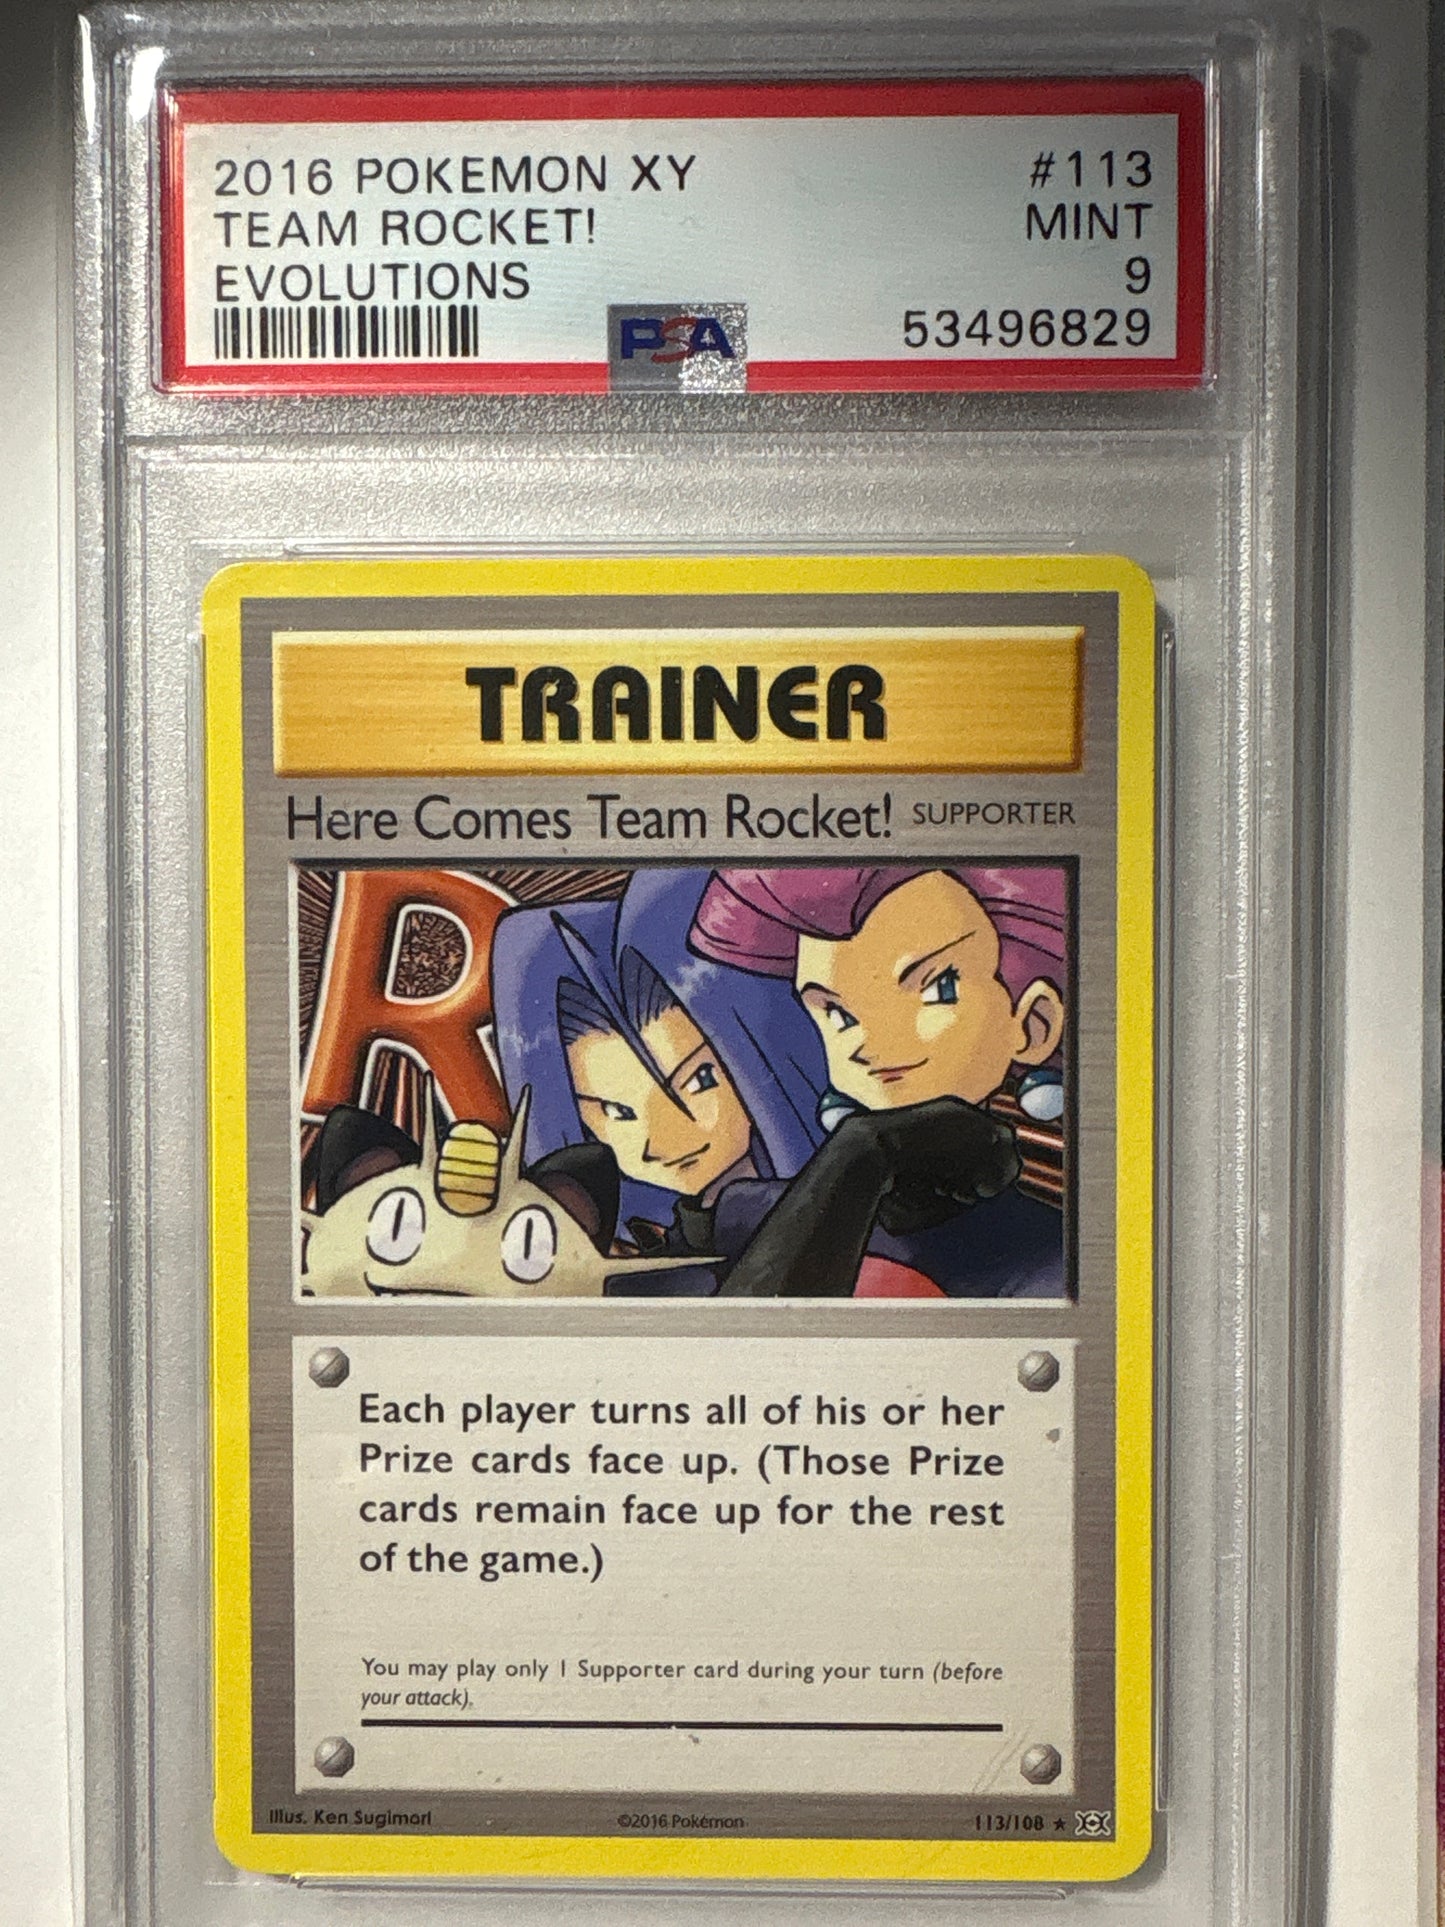 2016 POKEMON XY #113
TEAM ROCKET! MINT
EVOLUTIONS 9
PSA 53496829
TRAINER
Here Comes Team Rocket! SUPPORTER
R
Each player turns all of his or her
Prize cards face up. (Those Prize
cards remain face up for the rest
of the game.)
You may play only 1 Supporter card during your turn (before
your attack).
Illus. Ken Sugimori ©2016 Pokémon 113/108 ★